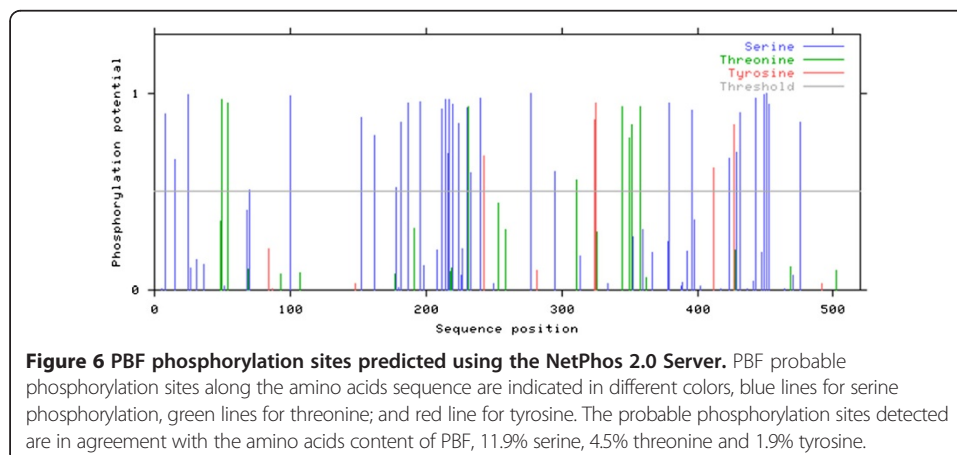 Serine
Threonine
Tyrosine
Threshold
1
0
Phosphorylation potential
0 100 200 300 400 500
Sequence position
Figure 6 PBF phosphorylation sites predicted using the NetPhos 2.0 Server. PBF probable
phosphorylation sites along the amino acids sequence are indicated in different colors, blue lines for serine
phosphorylation, green lines for threonine; and red line for tyrosine. The probable phosphorylation sites detected
are in agreement with the amino acids content of PBF, 11.9% serine, 4.5% threonine and 1.9% tyrosine.